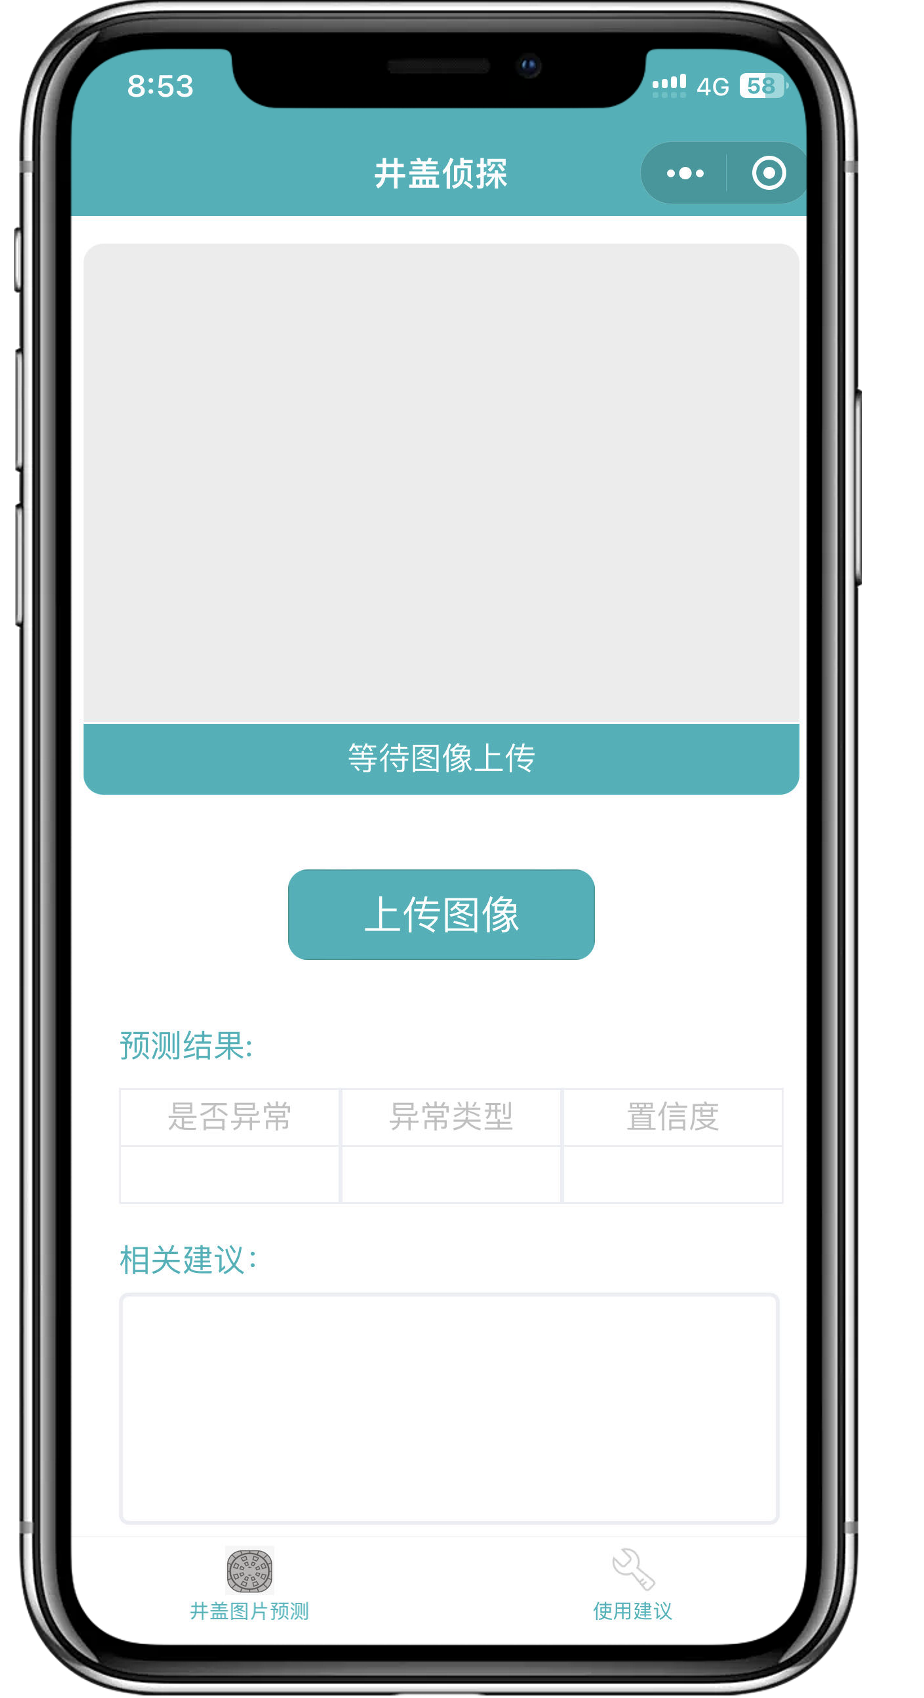 8:53 4G 58
井盖侦探
等待图像上传
上传图像
预测结果:
是否异常 异常类型 置信度
相关建议：
井盖图片预测 使用建议